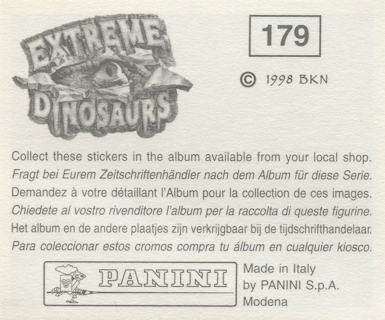 EXTREME
DINOSAURS
179
© 1998 BKN
Collect these stickers in the album available from your local shop.
Fragt bei Eurem Zeitschriftenhändler nach dem Album für diese Serie.
Demandez à votre détaillant l'Album pour la collection de ces images.
Chiedete al vostro rivenditore l'album per la raccolta di queste figurine.
Het album en de andere plaatjes zijn verkrijgbaar bij de tijdschrifthandelaar.
Para coleccionar estos cromos compra tu álbum en cualquier kiosco.
PANINI
Made in Italy
by PANINI S.p.A.
Modena